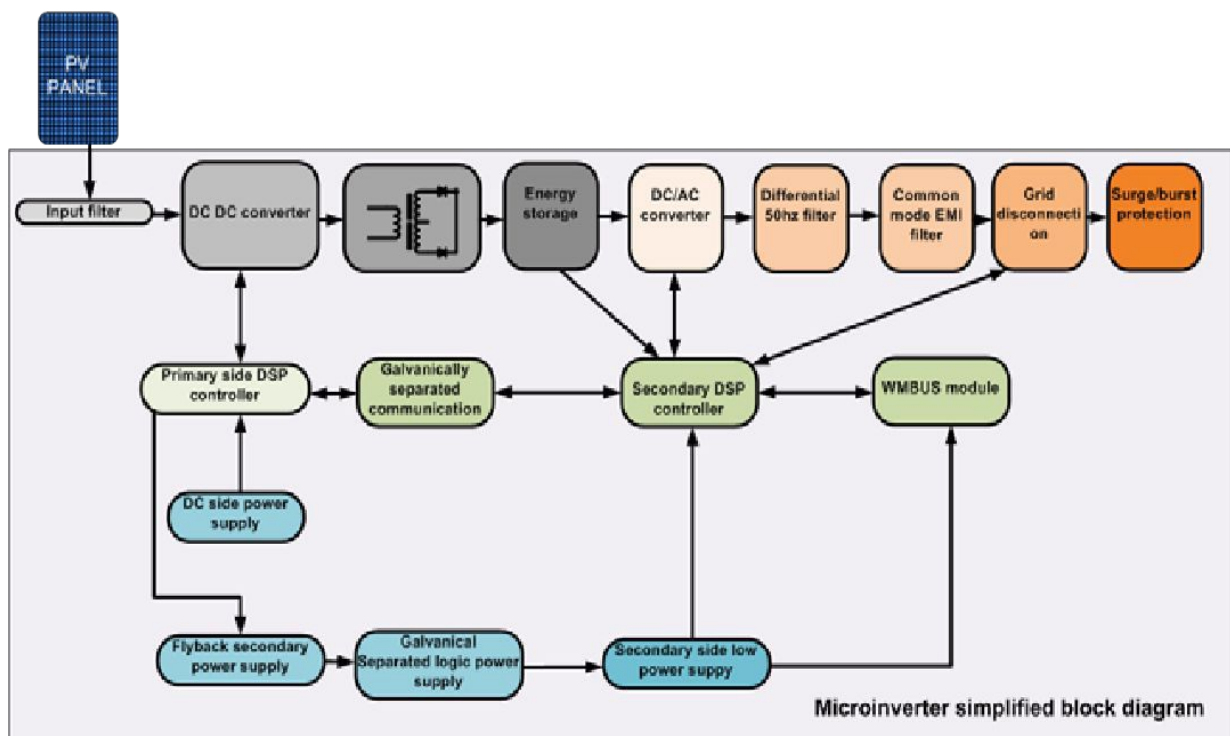 PV
PANEL
Input filter
DC DC converter
Energy
storage
DC/AC
converter
Differential
50hz filter
Common
mode EMI
filter
Grid
disconnecti
on
Surge/burst
protection
Primary side DSP
controller
Galvanically
separated
communication
Secondary DSP
controller
WMBUS module
DC side power
supply
Flyback secondary
power supply
Galvanical
Separated logic power
supply
Secondary side low
power suppy
Microinverter simplified block diagram